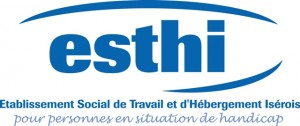 esthi
Etablissement Social de Travail et d'Hébergement Isérois
pour personnes en situation de handicap